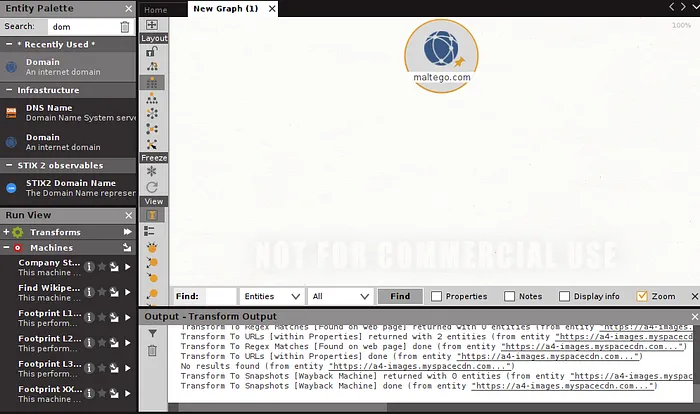 Entity Palette
Search: dom
* Recently Used *
Domain
An internet domain
Infrastructure
DNS Name
Domain Name System serve
Domain
An internet domain
STIX 2 observables
STIX2 Domain Name
The Domain Name represen
Run View
Transforms
Machines
Company St...
This machine ...
Find Wikipe...
This machine ...
Footprint L1...
This perform...
Footprint L2...
This perform...
Footprint L3...
This machine ...
Footprint XX...
This machine ...
Home
New Graph (1)
Layout
Freeze
View
100%
maltego.com
NOT FOR COMMERCIAL USE
Find: Entities All Find Properties Notes Display info Zoom
Output - Transform Output
Transform To Regex Matches [Found on web page] returned with 0 entities (from entity "https://a4-images.mys
Transform To URLs [within Properties] returned with 2 entities (from entity "https://a4-images.myspacecdn
Transform To Regex Matches [Found on web page] done (from entity "https://a4-images.myspacecdn.com...")
Transform To URLs [within Properties] done (from entity "https://a4-images.myspacecdn.com...")
No results found (from entity "https://a4-images.myspacecdn.com...")
Transform To Snapshots [Wayback Machine] returned with 0 entities (from entity "https://a4-images.myspacecd
Transform To Snapshots [Wayback Machine] done (from entity "https://a4-images.myspacecdn.com...")